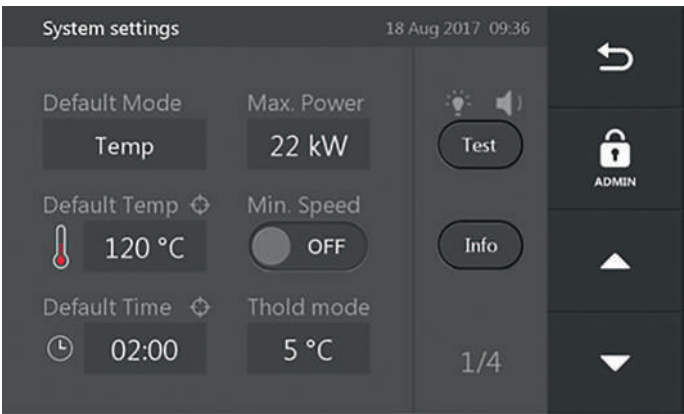 System settings 18 Aug 2017 09:36
Default Mode Max. Power
Temp 22 kW Test
ADMIN
Default Temp Min. Speed
120 °C OFF Info
Default Time Thold mode
02:00 5 °C 1/4